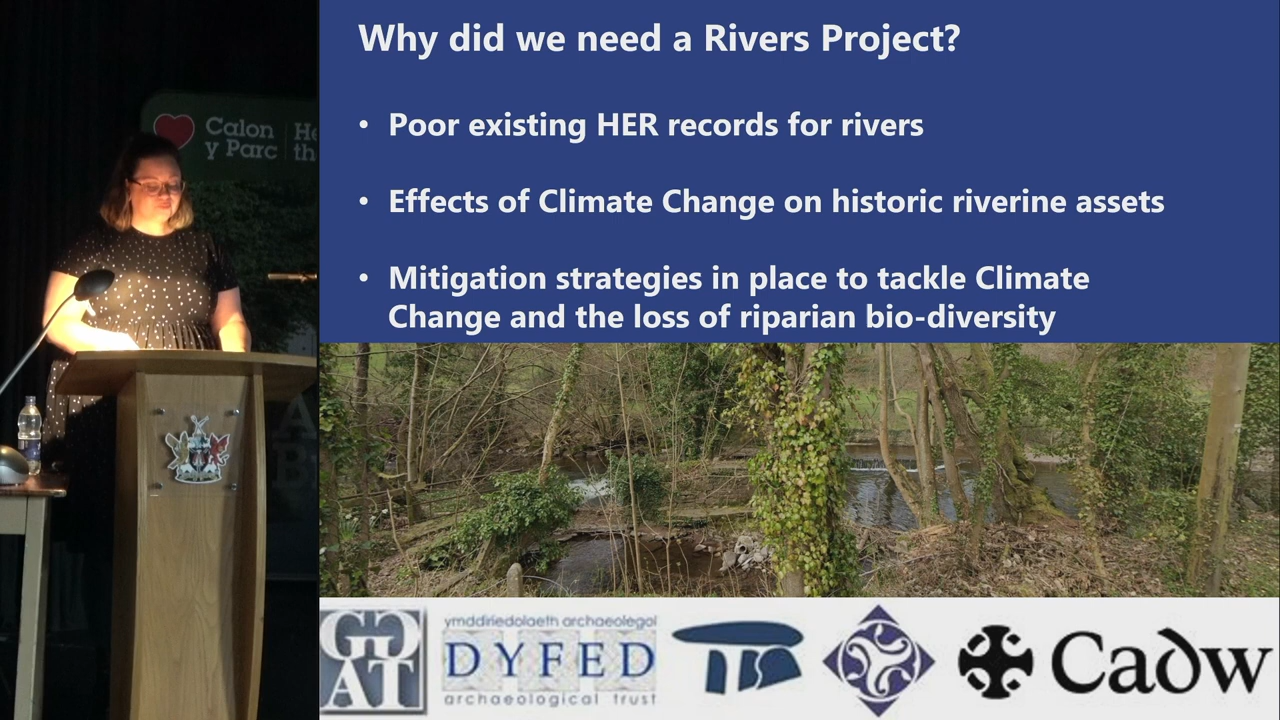 Why did we need a Rivers Project?
• Poor existing HER records for rivers
• Effects of Climate Change on historic riverine assets
• Mitigation strategies in place to tackle Climate
Change and the loss of riparian bio-diversity
Calon
y Parc
He
th
GGAT
ymddiriedolaeth archaeolegol
DYFED
archaeological trust
Cadw